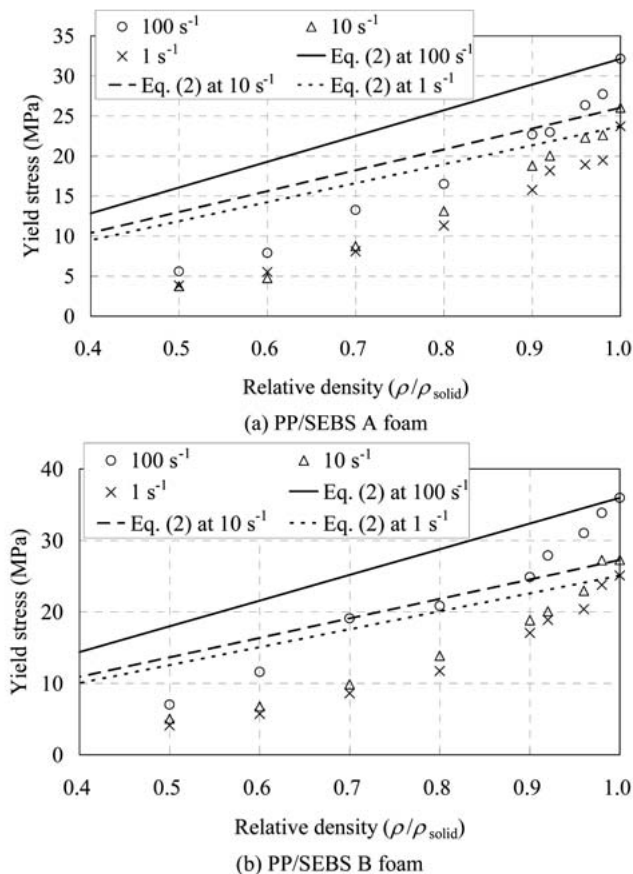 100 s⁻¹ 10 s⁻¹
1 s⁻¹ Eq. (2) at 100 s⁻¹
Eq. (2) at 10 s⁻¹ Eq. (2) at 1 s⁻¹
Yield stress (MPa)
35
30
25
20
15
10
5
0
0.4 0.5 0.6 0.7 0.8 0.9 1.0
Relative density (ρ/ρsolid)
(a) PP/SEBS A foam
100 s⁻¹ 10 s⁻¹
1 s⁻¹ Eq. (2) at 100 s⁻¹
Eq. (2) at 10 s⁻¹ Eq. (2) at 1 s⁻¹
Yield stress (MPa)
40
30
20
10
0
0.4 0.5 0.6 0.7 0.8 0.9 1.0
Relative density (ρ/ρsolid)
(b) PP/SEBS B foam